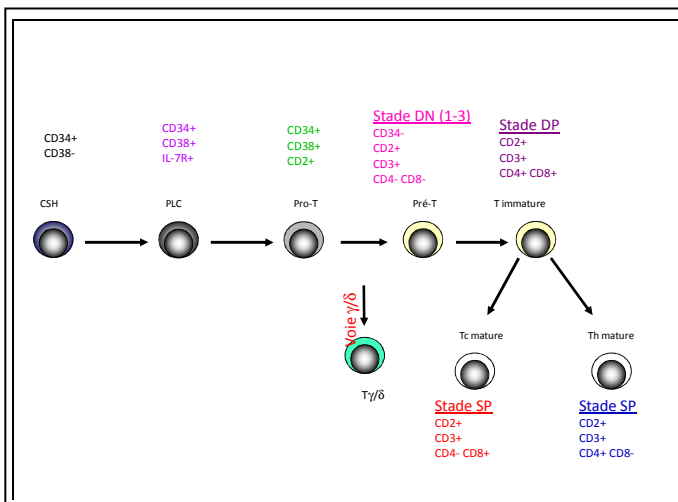 CD34+
CD38-
CD34+
CD38+
IL-7R+
CD34+
CD38+
CD2+
Stade DN (1-3)
CD34-
CD2+
CD3+
CD4- CD8-
Stade DP
CD2+
CD3+
CD4+ CD8+
CSH
PLC
Pro-T
Pré-T
T immature
Voie γ/δ
Tγ/δ
Tc mature
Th mature
Stade SP
CD2+
CD3+
CD4- CD8+
Stade SP
CD2+
CD3+
CD4+ CD8-